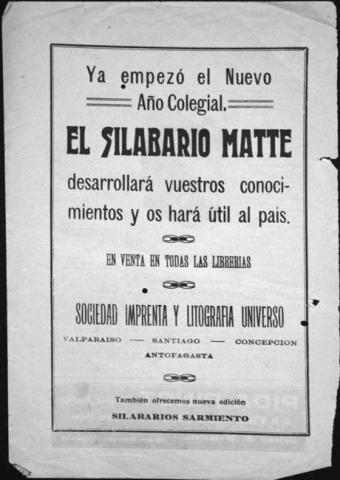 Ya empezó el Nuevo
Año Colegial.
EL SILABARIO MATTE
desarrollará vuestros conoci-
mientos y os hará útil al país.
EN VENTA EN TODAS LAS LIBRERIAS
SOCIEDAD IMPRENTA Y LITOGRAFIA UNIVERSO
VALPARAISO — SANTIAGO — CONCEPCION
ANTOFAGASTA
También ofrecemos nueva edición
SILABARIOS SARMIENTO